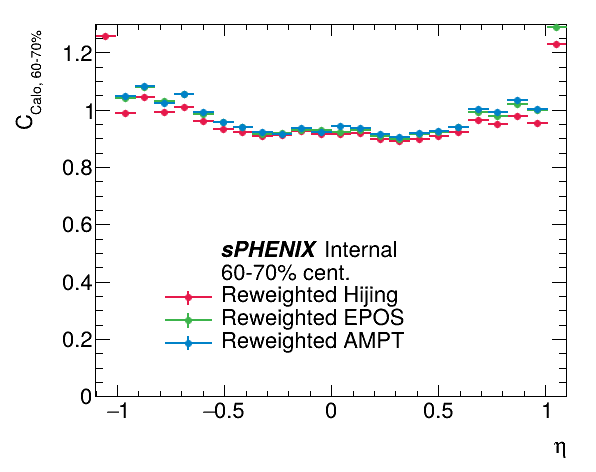 C_Calo, 60-70%
1.2
1
0.8
0.6
0.4
0.2
0
sPHENIX Internal
60-70% cent.
Reweighted Hijing
Reweighted EPOS
Reweighted AMPT
−1 −0.5 0 0.5 1
η